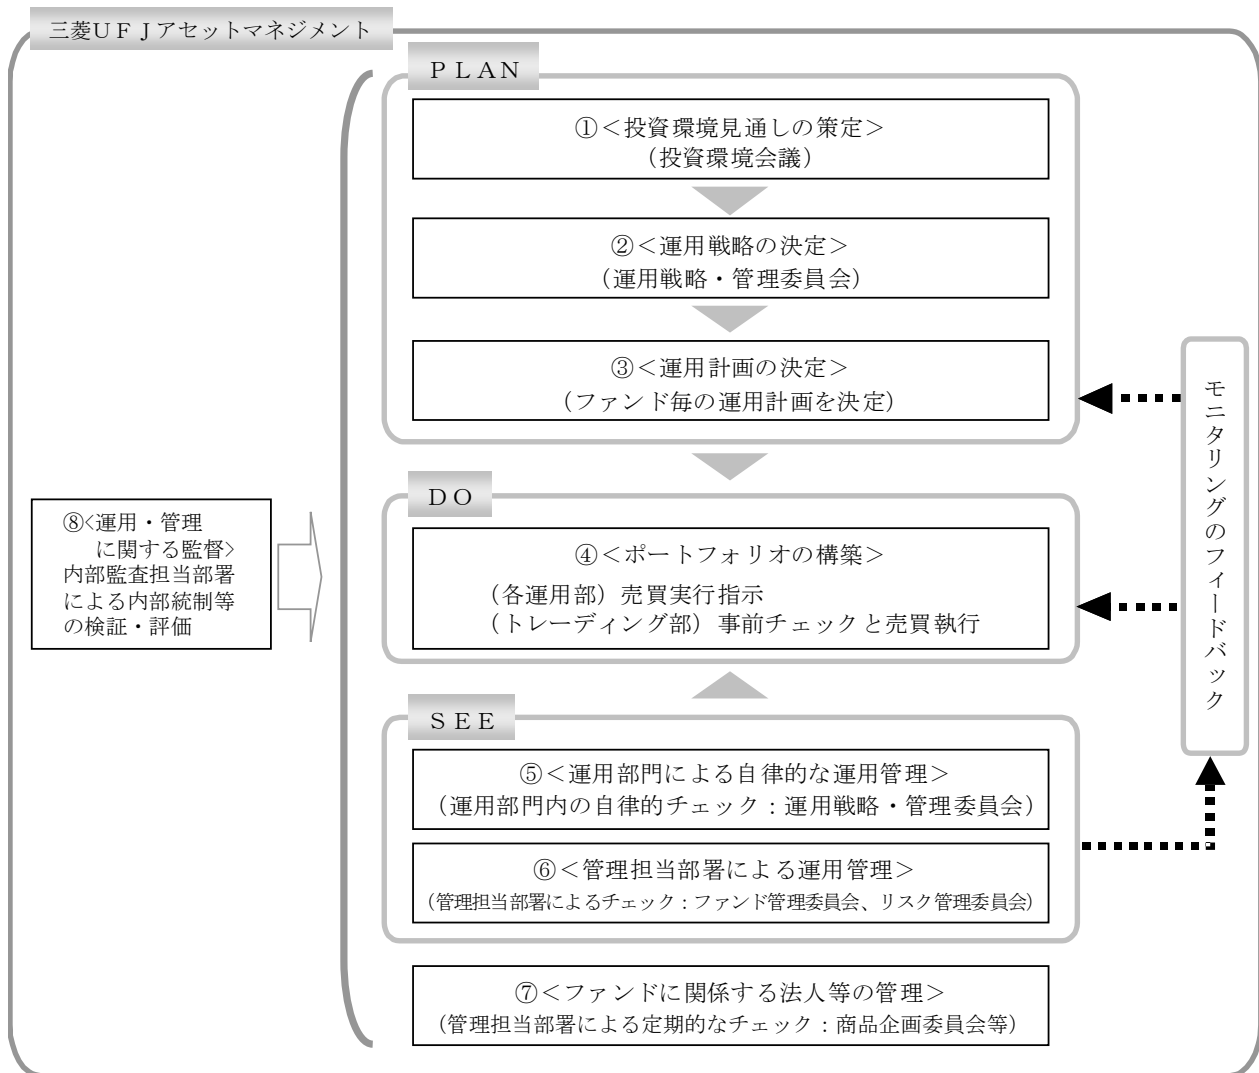 三菱ＵＦＪアセットマネジメント
ＰＬＡＮ
①＜投資環境見通しの策定＞
（投資環境会議）
②＜運用戦略の決定＞
（運用戦略・管理委員会）
③＜運用計画の決定＞
（ファンド毎の運用計画を決定）
ＤＯ
④＜ポートフォリオの構築＞
（各運用部）売買実行指示
（トレーディング部）事前チェックと売買執行
ＳＥＥ
⑤＜運用部門による自律的な運用管理＞
（運用部門内の自律的チェック：運用戦略・管理委員会）
⑥＜管理担当部署による運用管理＞
（管理担当部署によるチェック：ファンド管理委員会、リスク管理委員会）
⑦＜ファンドに関係する法人等の管理＞
（管理担当部署による定期的なチェック：商品企画委員会等）
⑧<運用・管理
に関する監督>
内部監査担当部署
による内部統制等
の検証・評価
モニタリングのフィードバック